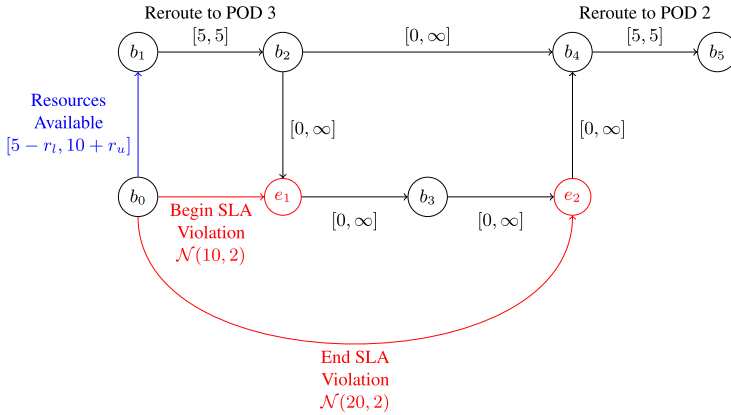 Reroute to POD 3
Reroute to POD 2
b₁
[5, 5]
b₂
[0, ∞]
b₄
[5, 5]
b₅
Resources
Available
[5 − rₗ, 10 + rᵤ]
[0, ∞]
[0, ∞]
b₀
e₁
b₃
e₂
Begin SLA
Violation
𝒩(10, 2)
[0, ∞]
[0, ∞]
End SLA
Violation
𝒩(20, 2)